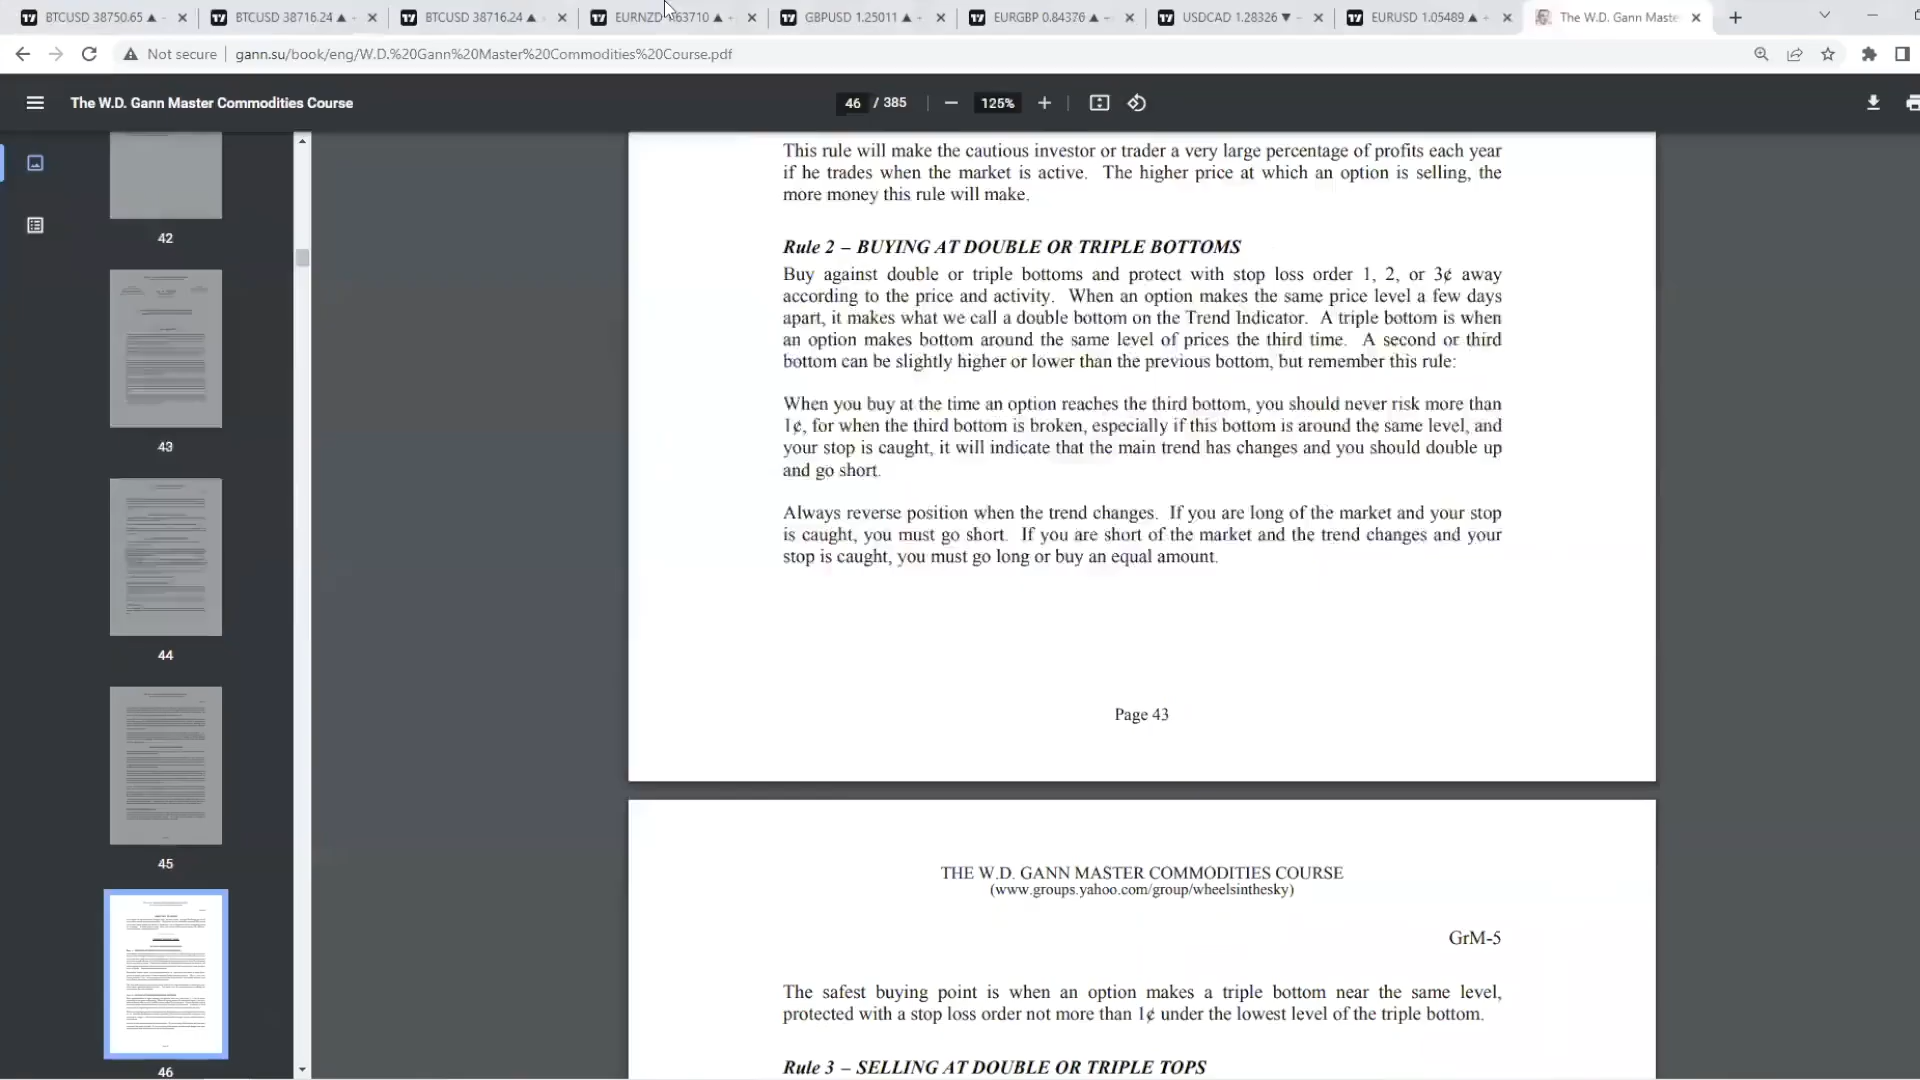 BTCUSD 38750.65 ▲
BTCUSD 38716.24 ▲
BTCUSD 38716.24 ▲
EURNZD
63710 ▲
GBPUSD 1.25011 ▲
EURGBP 0.84376 ▲
USDCAD 1.28326 ▼
EURUSD 1.05489 ▲
The W.D. Gann Maste
Not secure
gann.su/book/eng/W.D.%20Gann%20Master%20Commodities%20Course.pdf
The W.D. Gann Master Commodities Course
46 / 385
125%
42
43
44
45
46
This rule will make the cautious investor or trader a very large percentage of profits each year
if he trades when the market is active. The higher price at which an option is selling, the
more money this rule will make.
Rule 2 – BUYING AT DOUBLE OR TRIPLE BOTTOMS
Buy against double or triple bottoms and protect with stop loss order 1, 2, or 3¢ away
according to the price and activity. When an option makes the same price level a few days
apart, it makes what we call a double bottom on the Trend Indicator. A triple bottom is when
an option makes bottom around the same level of prices the third time. A second or third
bottom can be slightly higher or lower than the previous bottom, but remember this rule:
When you buy at the time an option reaches the third bottom, you should never risk more than
1¢, for when the third bottom is broken, especially if this bottom is around the same level, and
your stop is caught, it will indicate that the main trend has changes and you should double up
and go short.
Always reverse position when the trend changes. If you are long of the market and your stop
is caught, you must go short. If you are short of the market and the trend changes and your
stop is caught, you must go long or buy an equal amount.
Page 43
THE W.D. GANN MASTER COMMODITIES COURSE
(www.groups.yahoo.com/group/wheelsinthesky)
GrM-5
The safest buying point is when an option makes a triple bottom near the same level,
protected with a stop loss order not more than 1¢ under the lowest level of the triple bottom.
Rule 3 – SELLING AT DOUBLE OR TRIPLE TOPS